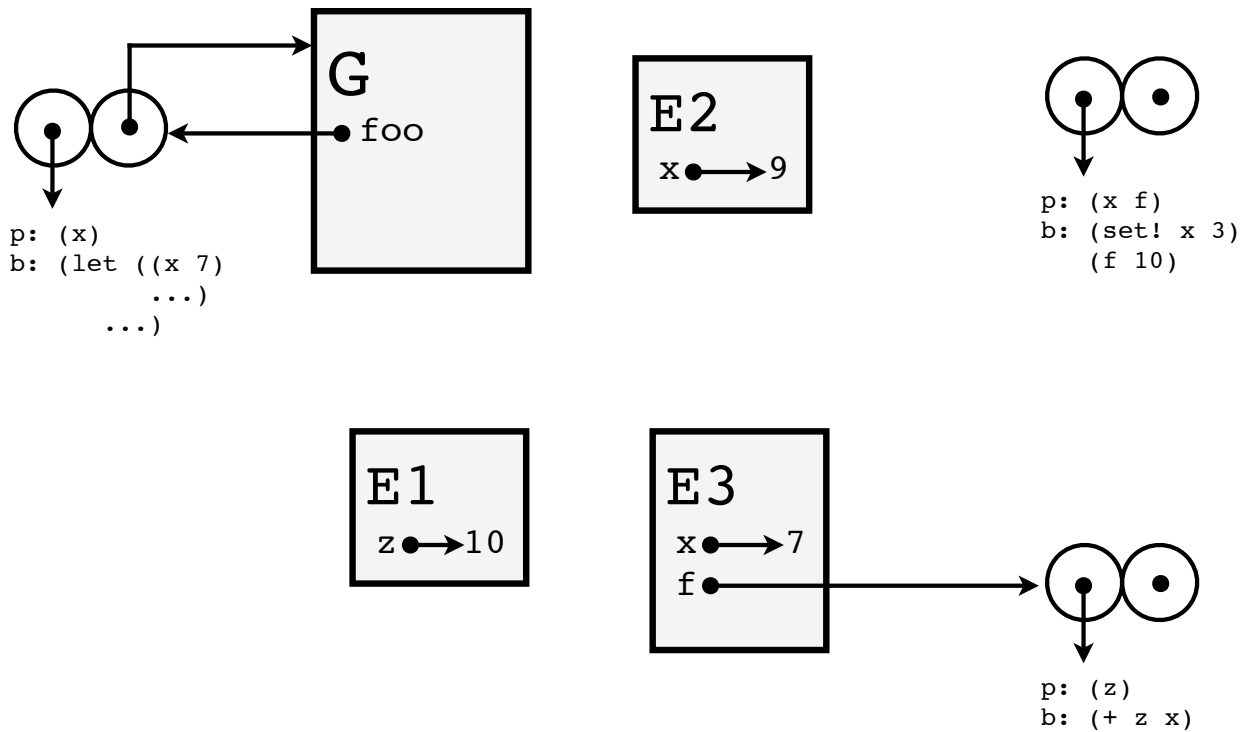 G
foo
p: (x)
b: (let ((x 7)
...)
...)
E2
x 9
p: (x f)
b: (set! x 3)
(f 10)
E1
z 10
E3
x 7
f
p: (z)
b: (+ z x)